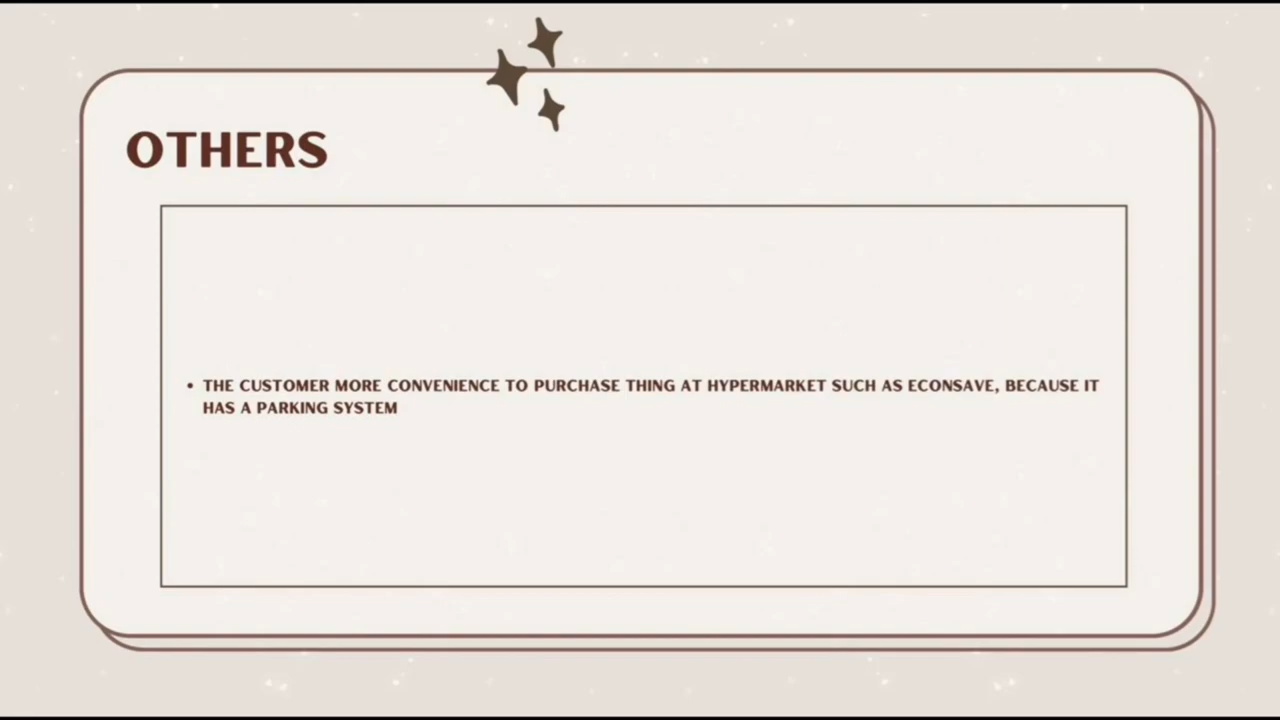 OTHERS
• THE CUSTOMER MORE CONVENIENCE TO PURCHASE THING AT HYPERMARKET SUCH AS ECONSAVE, BECAUSE IT
HAS A PARKING SYSTEM